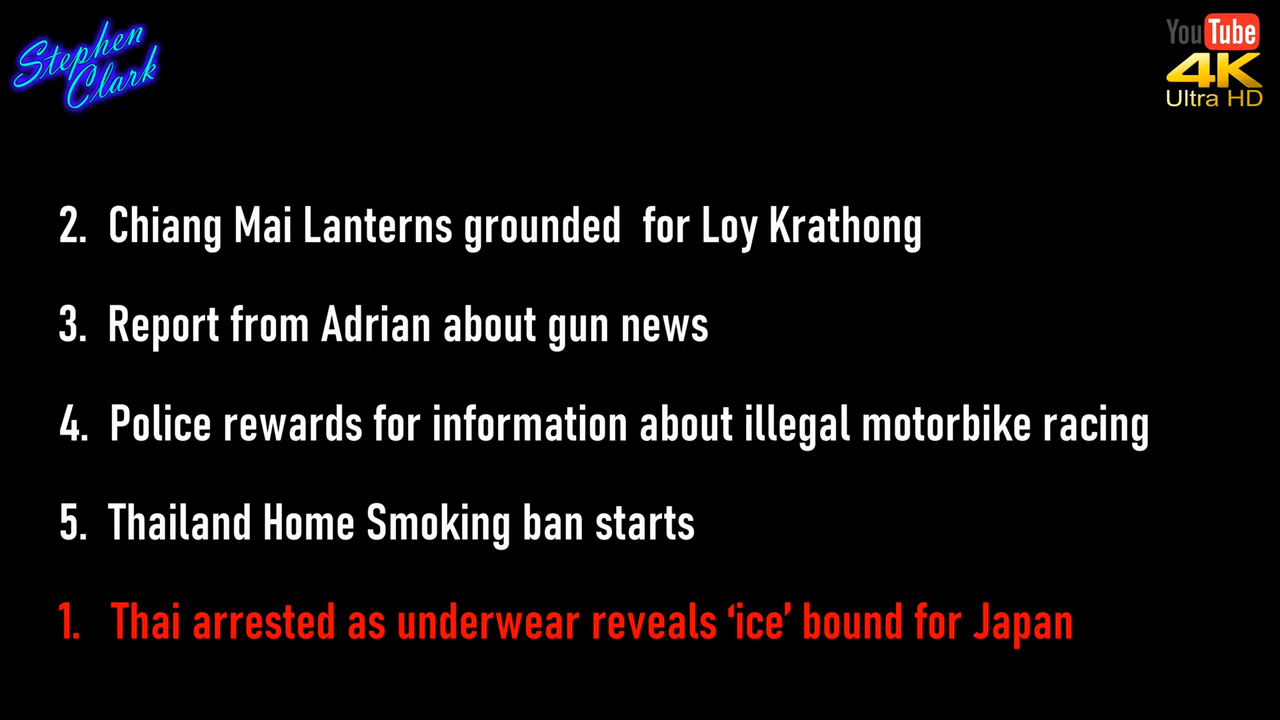 Stephen
Clark
YouTube
4K
Ultra HD
2. Chiang Mai Lanterns grounded for Loy Krathong
3. Report from Adrian about gun news
4. Police rewards for information about illegal motorbike racing
5. Thailand Home Smoking ban starts
1. Thai arrested as underwear reveals ‘ice’ bound for Japan